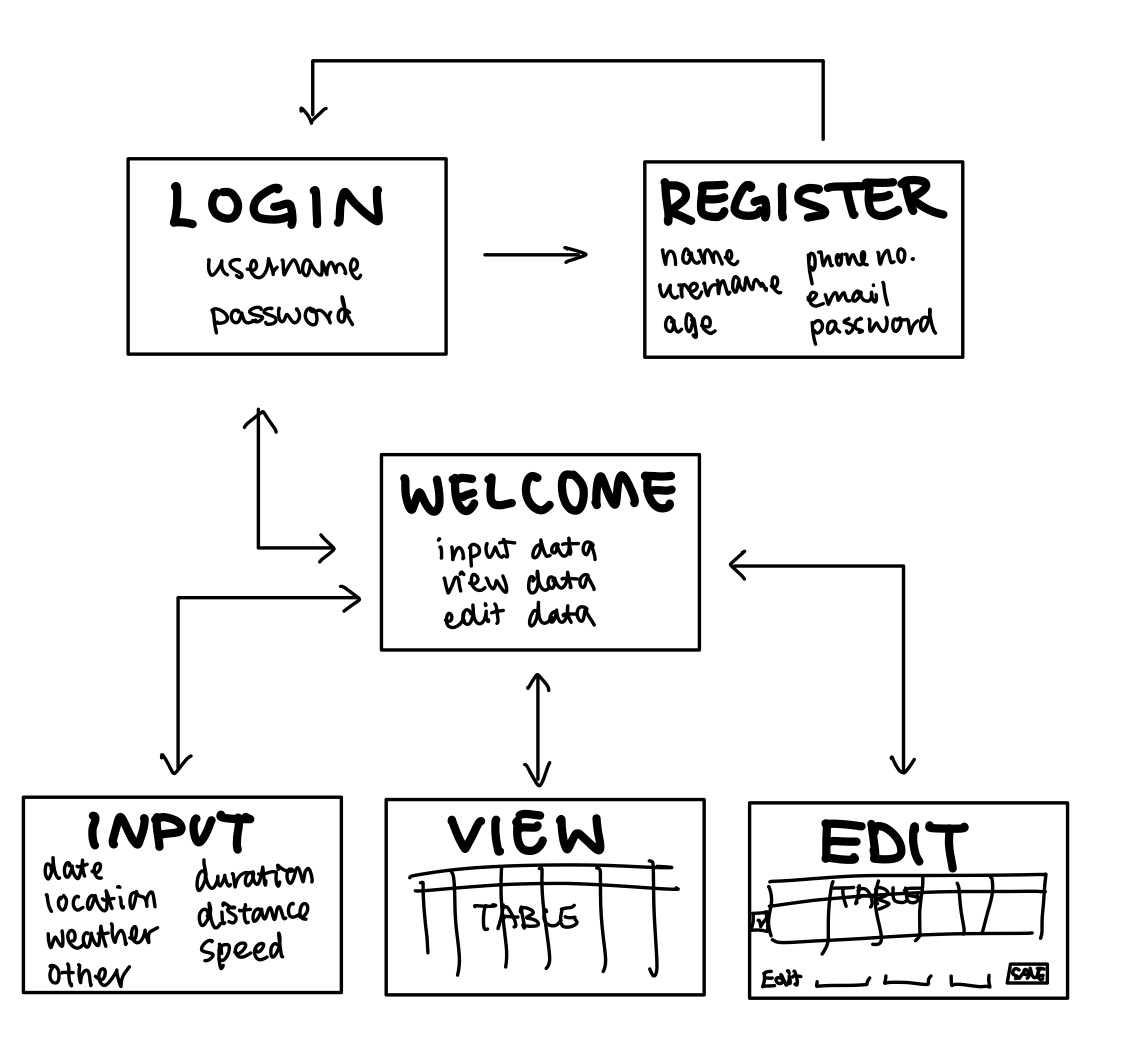 LOGIN
username
password
REGISTER
name
username
age
phone no.
email
password
WELCOME
input data
view data
edit data
INPUT
date
location
weather
other
duration
distance
speed
VIEW
TABLE
EDIT
TABLE
Edit
SAVE